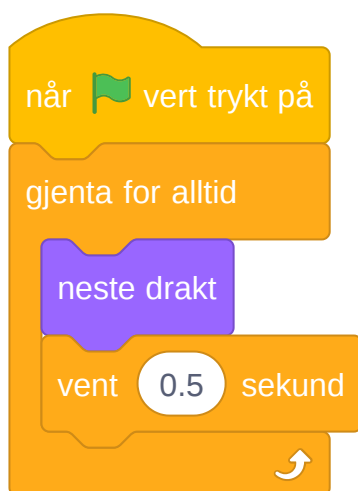 når vert trykt på
gjenta for alltid
neste drakt
vent 0.5 sekund